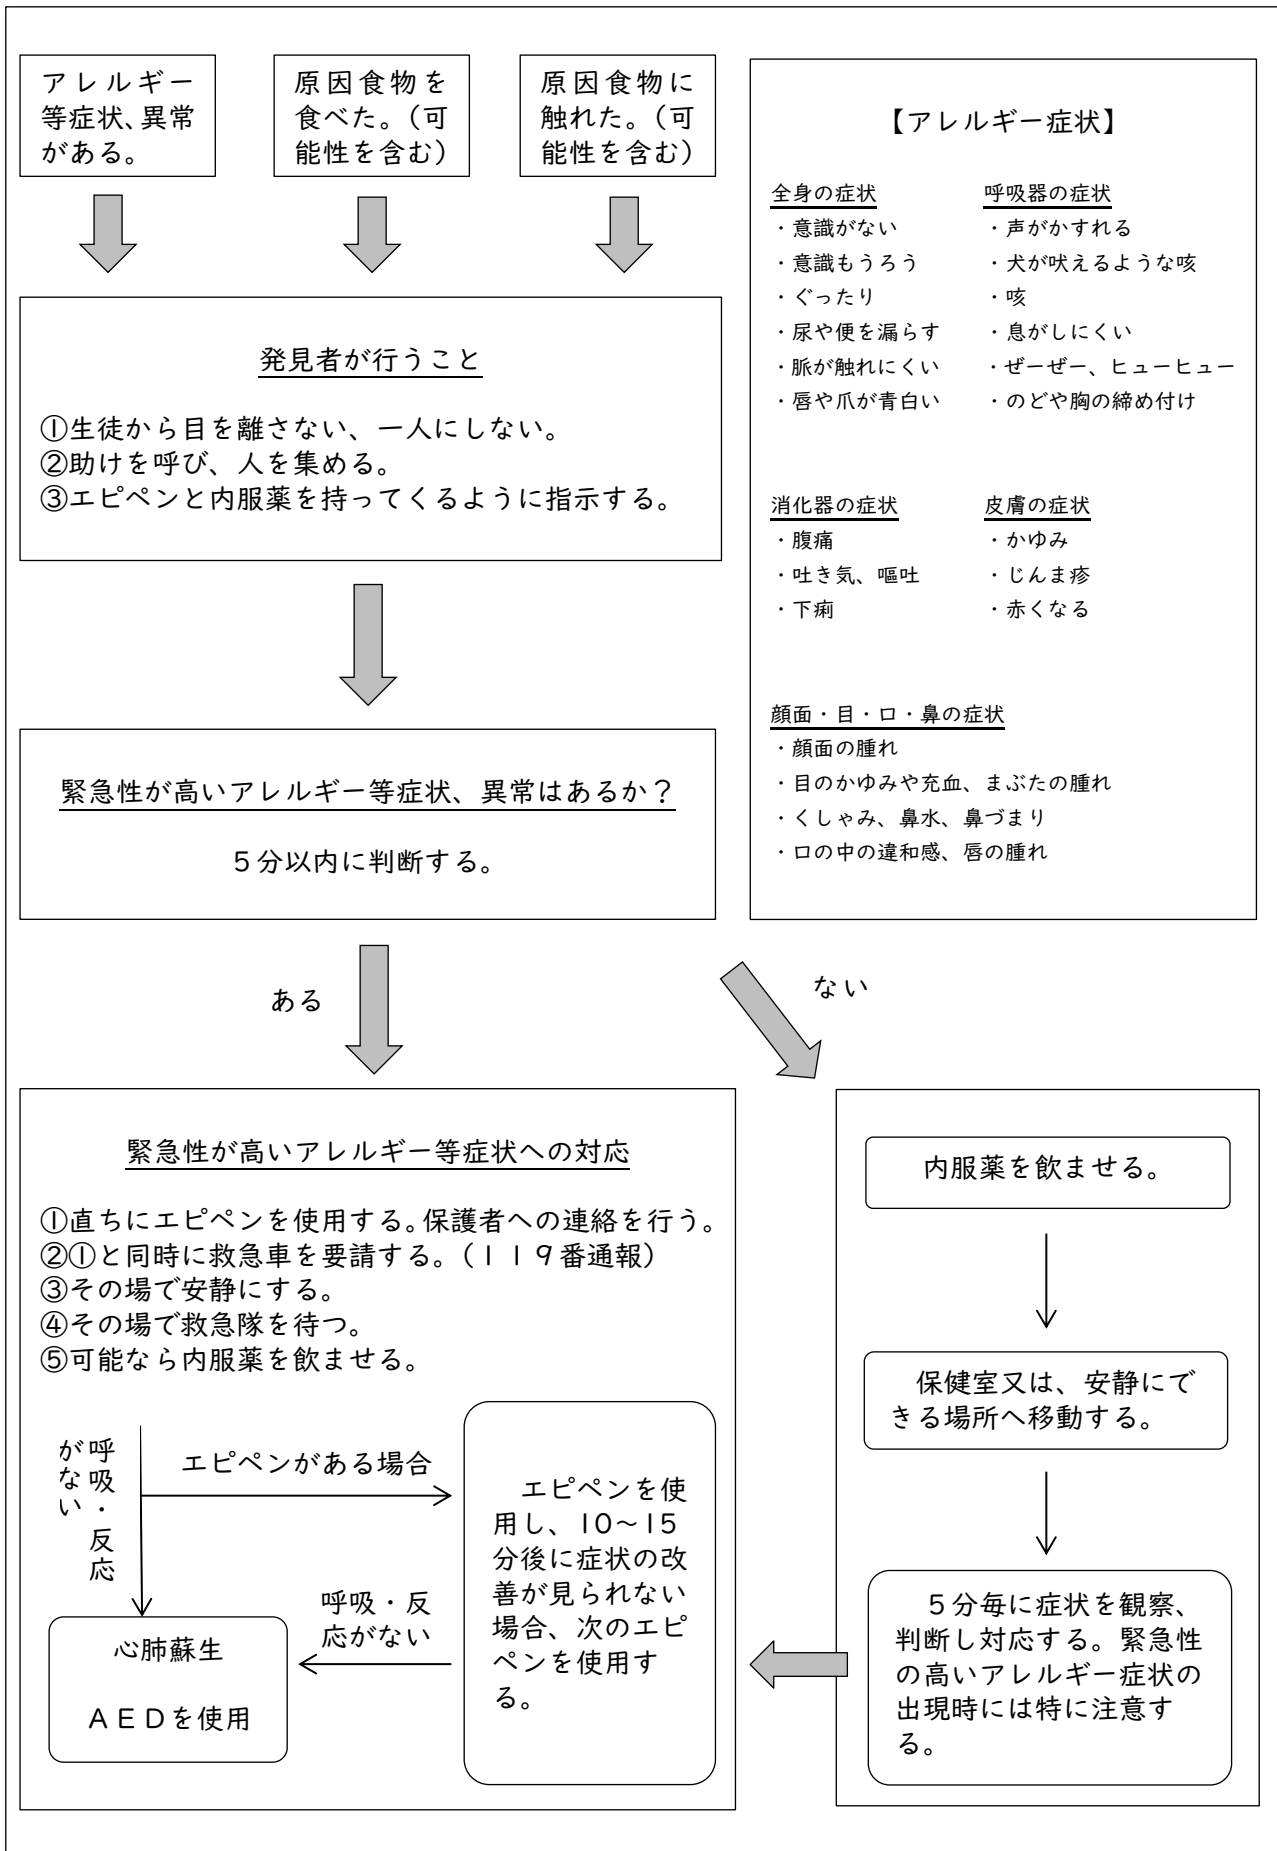 アレルギー
等症状、異常
がある。
原因食物を
食べた。（可
能性を含む）
原因食物に
触れた。（可
能性を含む）
発見者が行うこと
①生徒から目を離さない、一人にしない。
②助けを呼び、人を集める。
③エピペンと内服薬を持ってくるように指示する。
緊急性が高いアレルギー等症状、異常はあるか？
５分以内に判断する。
【アレルギー症状】
全身の症状
・意識がない
・意識もうろう
・ぐったり
・尿や便を漏らす
・脈が触れにくい
・唇や爪が青白い
呼吸器の症状
・声がかすれる
・犬が吠えるような咳
・咳
・息がしにくい
・ぜーぜー、ヒューヒュー
・のどや胸の締め付け
消化器の症状
・腹痛
・吐き気、嘔吐
・下痢
皮膚の症状
・かゆみ
・じんま疹
・赤くなる
顔面・目・口・鼻の症状
・顔面の腫れ
・目のかゆみや充血、まぶたの腫れ
・くしゃみ、鼻水、鼻づまり
・口の中の違和感、唇の腫れ
ある
ない
緊急性が高いアレルギー等症状への対応
①直ちにエピペンを使用する。保護者への連絡を行う。
②①と同時に救急車を要請する。（１１９番通報）
③その場で安静にする。
④その場で救急隊を待つ。
⑤可能なら内服薬を飲ませる。
呼吸・反応
がない
エピペンがある場合
エピペンを使
用し、10～15
分後に症状の改
善が見られない
場合、次のエピ
ペンを使用す
る。
呼吸・反
応がない
心肺蘇生
ＡＥＤを使用
内服薬を飲ませる。
保健室又は、安静にで
きる場所へ移動する。
５分毎に症状を観察、
判断し対応する。緊急性
の高いアレルギー症状の
出現時には特に注意す
る。